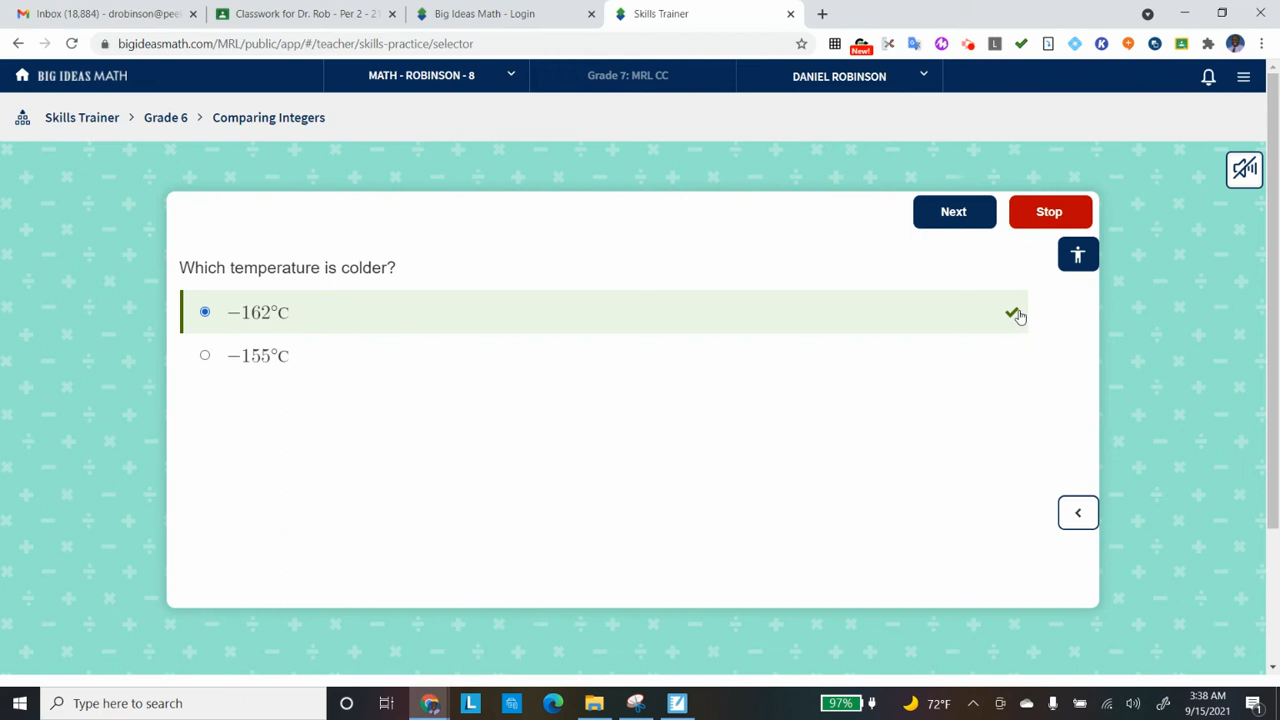 Inbox (18,884) - drobinson@pee
Classwork for Dr. Rob - Per 2 - 21
Big Ideas Math - Login
Skills Trainer
bigideasmath.com/MRL/public/app/#/teacher/skills-practice/selector
New!
BIG IDEAS MATH
MATH - ROBINSON - 8
Grade 7: MRL CC
DANIEL ROBINSON
Skills Trainer > Grade 6 > Comparing Integers
Next
Stop
Which temperature is colder?
−162°C
−155°C
Type here to search
97%
72°F
3:38 AM
9/15/2021